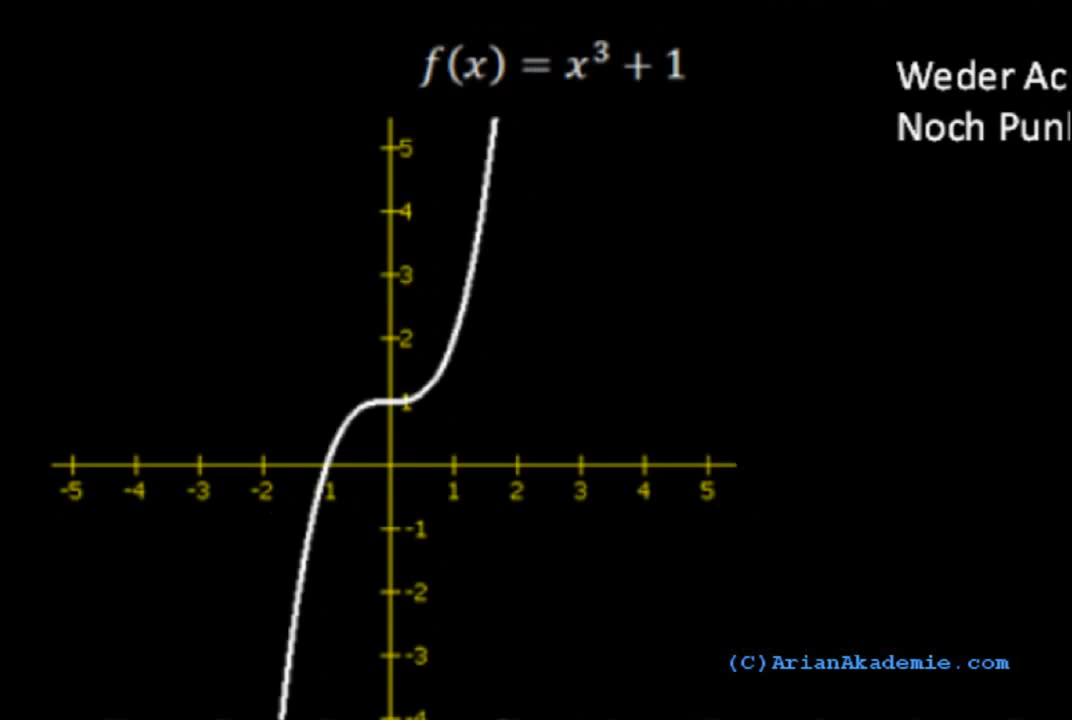 f(x) = x³ + 1
Weder
Noch
5
4
3
2
1
-5 -4 -3 -2 1 1 2 3 4 5
-1
-2
-3
(C)ArianAkademie.com